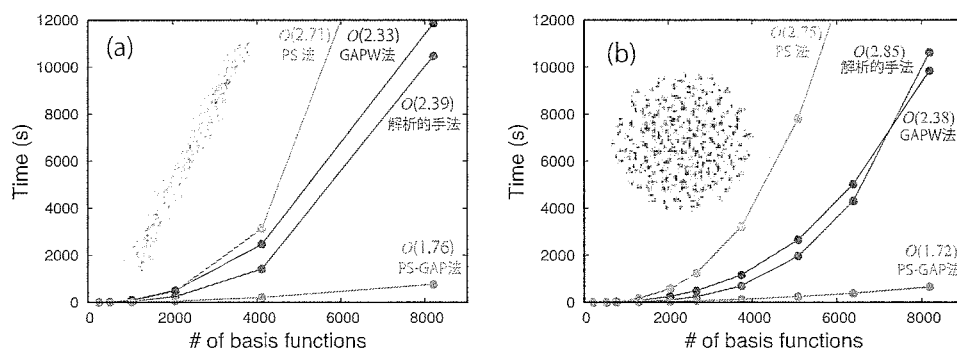 (a)
12000
10000
8000
6000
4000
2000
0
Time (s)
0
2000
4000
6000
8000
# of basis functions
O(2.71)
PS法
O(2.33)
GAPW法
O(2.39)
解析的手法
O(1.76)
PS-GAP法
(b)
12000
10000
8000
6000
4000
2000
0
Time (s)
0
2000
4000
6000
8000
# of basis functions
O(2.75)
PS 法
O(2.85)
解析的手法
O(2.38)
GAPW法
O(1.72)
PS-GAP法